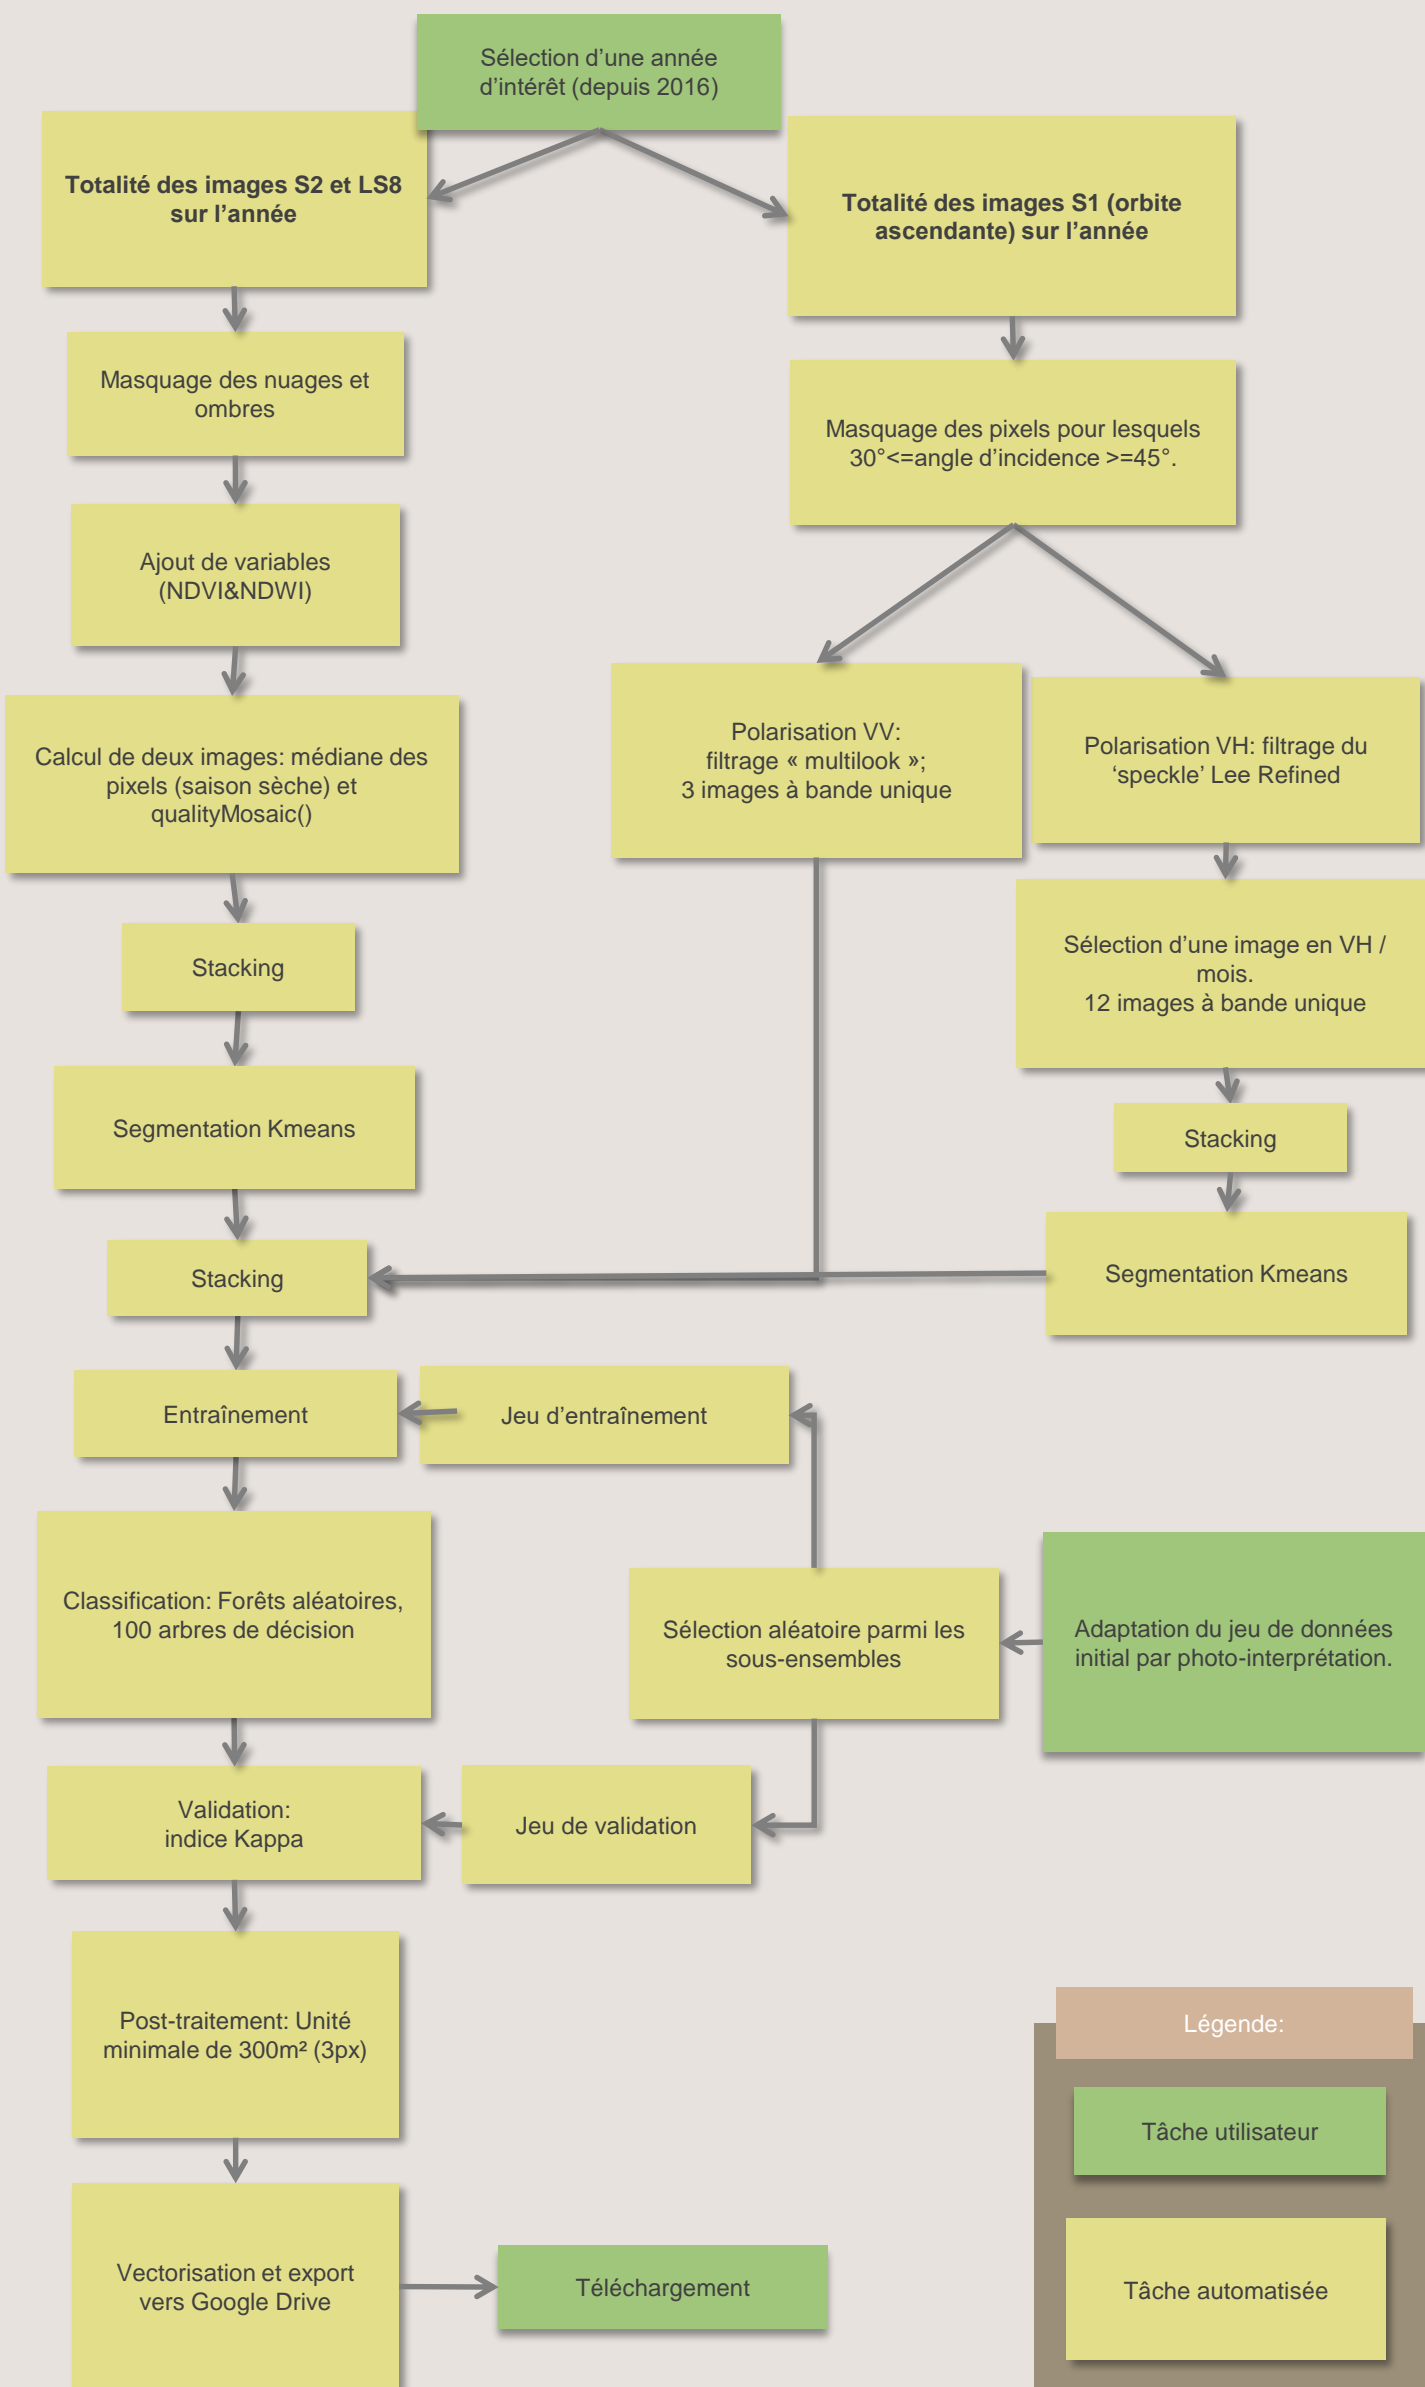 Sélection d’une année
d’intérêt (depuis 2016)
Totalité des images S2 et LS8
sur l’année
Totalité des images S1 (orbite
ascendante) sur l’année
Masquage des nuages et
ombres
Masquage des pixels pour lesquels
30°<=angle d’incidence >=45°.
Ajout de variables
(NDVI&NDWI)
Calcul de deux images: médiane des
pixels (saison sèche) et
qualityMosaic()
Polarisation VV:
filtrage « multilook »;
3 images à bande unique
Polarisation VH: filtrage du
‘speckle’ Lee Refined
Stacking
Sélection d’une image en VH /
mois.
12 images à bande unique
Segmentation Kmeans
Stacking
Stacking
Segmentation Kmeans
Entraînement
Jeu d’entraînement
Classification: Forêts aléatoires,
100 arbres de décision
Sélection aléatoire parmi les
sous-ensembles
Adaptation du jeu de données
initial par photo-interprétation.
Validation:
indice Kappa
Jeu de validation
Post-traitement: Unité
minimale de 300m² (3px)
Vectorisation et export
vers Google Drive
Téléchargement
Légende:
Tâche utilisateur
Tâche automatisée